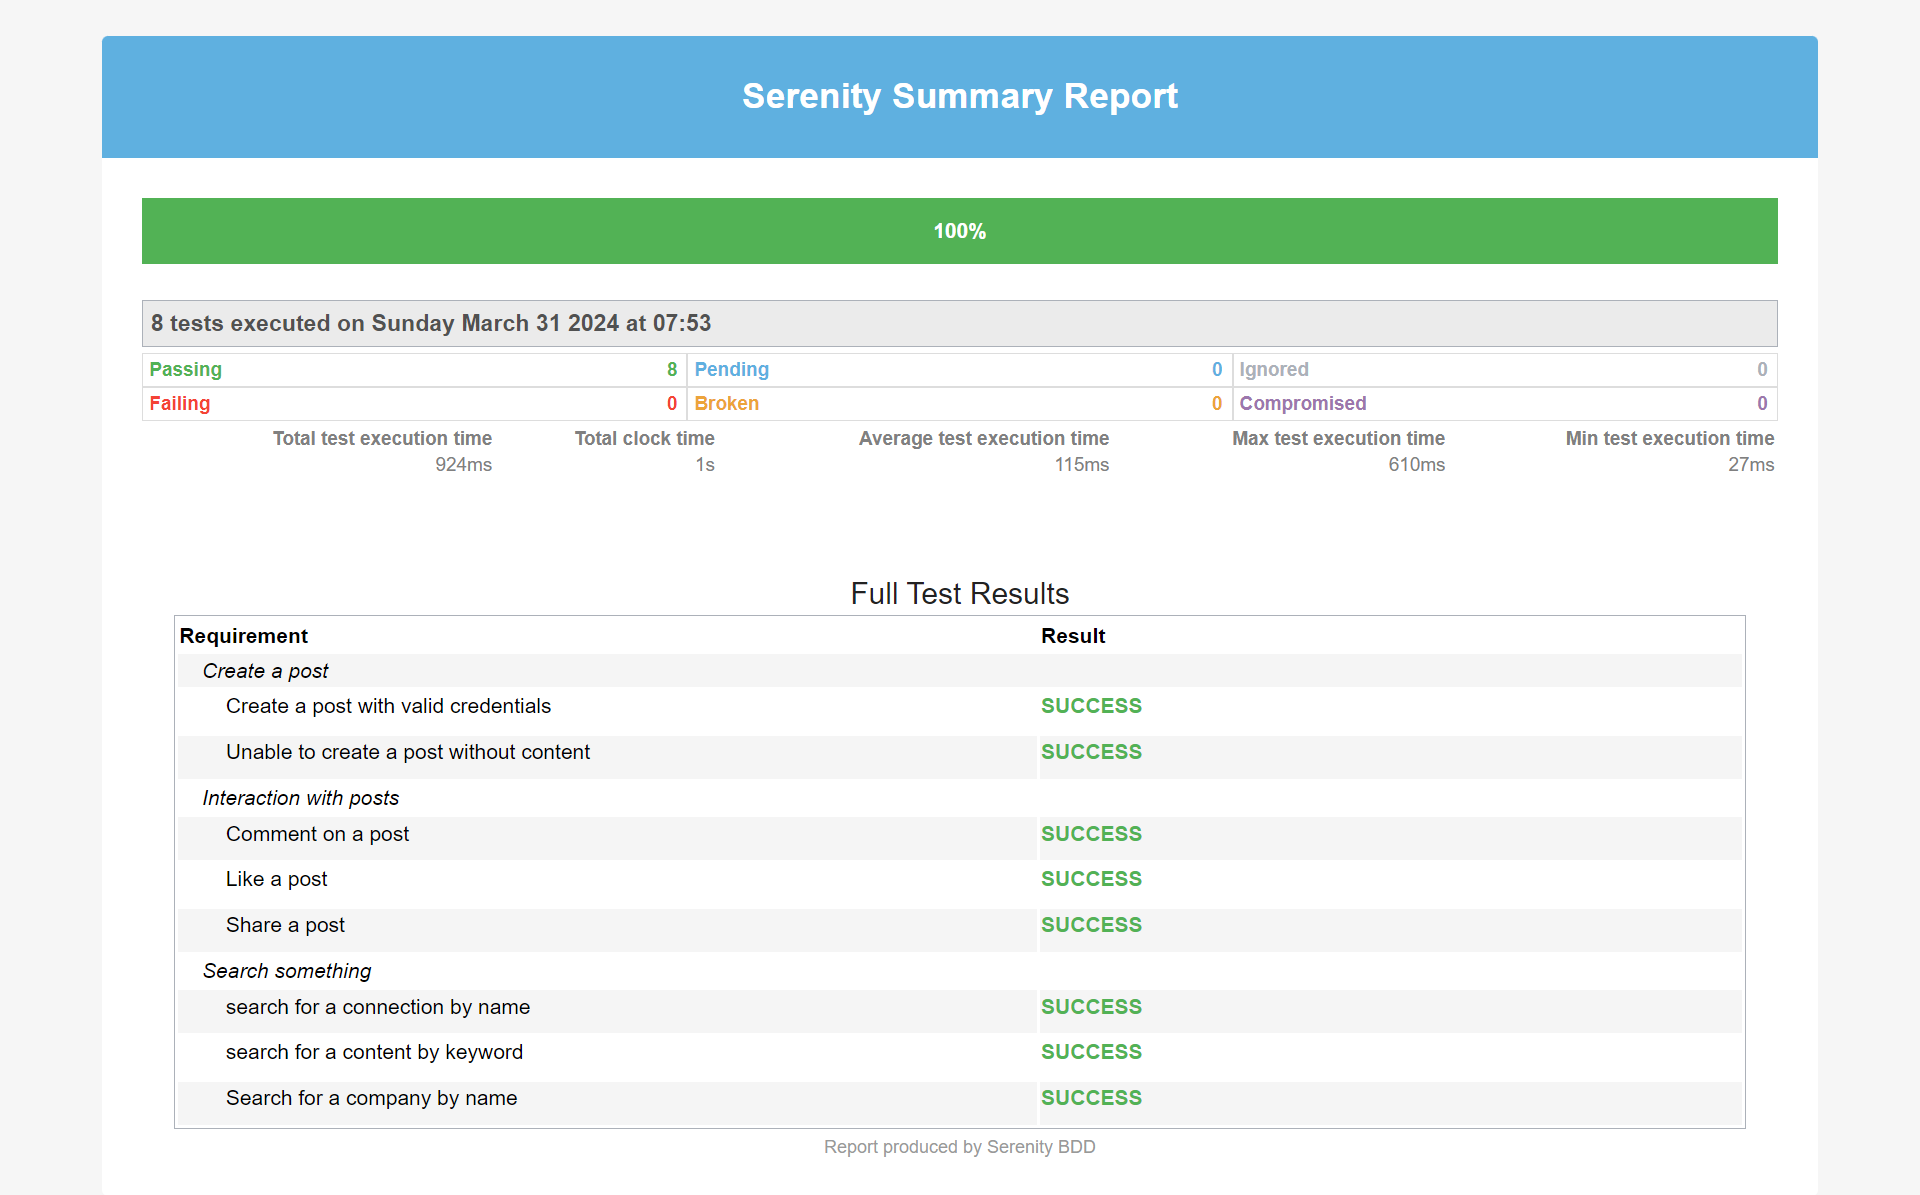 Serenity Summary Report
100%
8 tests executed on Sunday March 31 2024 at 07:53
Passing 8 Pending 0 Ignored 0
Failing 0 Broken 0 Compromised 0
Total test execution time Total clock time Average test execution time Max test execution time Min test execution time
924ms 1s 115ms 610ms 27ms
Full Test Results
Requirement Result
Create a post
Create a post with valid credentials SUCCESS
Unable to create a post without content SUCCESS
Interaction with posts
Comment on a post SUCCESS
Like a post SUCCESS
Share a post SUCCESS
Search something
search for a connection by name SUCCESS
search for a content by keyword SUCCESS
Search for a company by name SUCCESS
Report produced by Serenity BDD